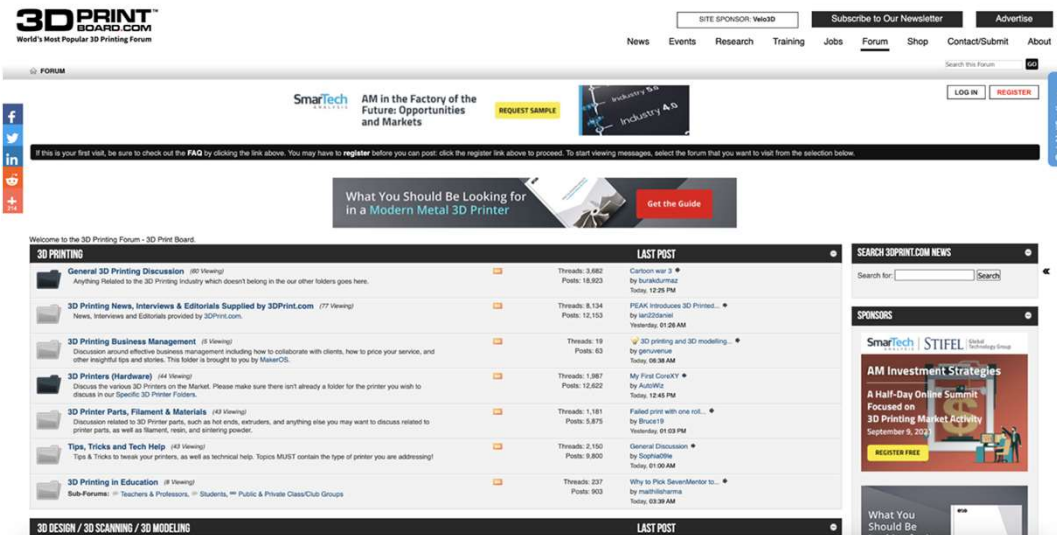 3DPRINT™
BOARD.COM
World's Most Popular 3D Printing Forum
SITE SPONSOR: Velo3D
Subscribe to Our Newsletter
Advertise
News Events Research Training Jobs Forum Shop Contact/Submit About
FORUM
Search this Forum GO
SmarTech
ANALYSIS
AM in the Factory of the
Future: Opportunities
and Markets
REQUEST SAMPLE
Industry 5.0
Industry 4.0
LOG IN REGISTER
If this is your first visit, be sure to check out the FAQ by clicking the link above. You may have to register before you can post: click the register link above to proceed. To start viewing messages, select the forum that you want to visit from the selection below.
What You Should Be Looking for
in a Modern Metal 3D Printer
Get the Guide
Welcome to the 3D Printing Forum - 3D Print Board.
3D PRINTING LAST POST
General 3D Printing Discussion (60 Viewing) Threads: 3,682 Cartoon war 3
Anything Related to the 3D Printing Industry which doesn't belong in the our other folders goes here. Posts: 18,923 by burakdurmaz
Today, 12:25 PM
3D Printing News, Interviews & Editorials Supplied by 3DPrint.com (77 Viewing) Threads: 8,134 PEAK Introduces 3D Printed...
News, Interviews and Editorials provided by 3DPrint.com. Posts: 12,153 by ian22daniel
Yesterday, 01:26 AM
3D Printing Business Management (5 Viewing) Threads: 19 3D printing and 3D modelling...
Discussion around effective business management including how to collaborate with clients, how to price your service, and Posts: 63 by genuvenue
other insightful tips and stories. This folder is brought to you by MakerOS. Today, 06:38 AM
3D Printers (Hardware) (44 Viewing) Threads: 1,987 My First CoreXY
Discuss the various 3D Printers on the Market. Please make sure there isn't already a folder for the printer you wish to Posts: 12,622 by AutoWiz
discuss in our Specific 3D Printer Folders. Today, 12:45 PM
3D Printer Parts, Filament & Materials (43 Viewing) Threads: 1,181 Failed print with one roll...
Discussion related to 3D Printer parts, such as hot ends, extruders, and anything else you may want to discuss related to Posts: 5,875 by Bruce19
printer parts, as well as filament, resin, and sintering powder. Yesterday, 01:03 PM
Tips, Tricks and Tech Help (43 Viewing) Threads: 2,150 General Discussion
Tips & Tricks to tweak your printers, as well as technical help. Topics MUST contain the type of printer you are addressing! Posts: 9,800 by Sophia09le
Today, 01:00 AM
3D Printing in Education (8 Viewing) Threads: 237 Why to Pick SevenMentor to...
Sub-Forums: Teachers & Professors, Students, Public & Private Class/Club Groups Posts: 903 by maithilisharma
Today, 03:39 AM
3D DESIGN / 3D SCANNING / 3D MODELING LAST POST
SEARCH 3DPRINT.COM NEWS
Search for: Search
SPONSORS
SmarTech
ANALYSIS
STIFEL
Global
Technology Group
AM Investment Strategies
A Half-Day Online Summit
Focused on
3D Printing Market Activity
September 9, 2021
REGISTER FREE
What You
Should Be